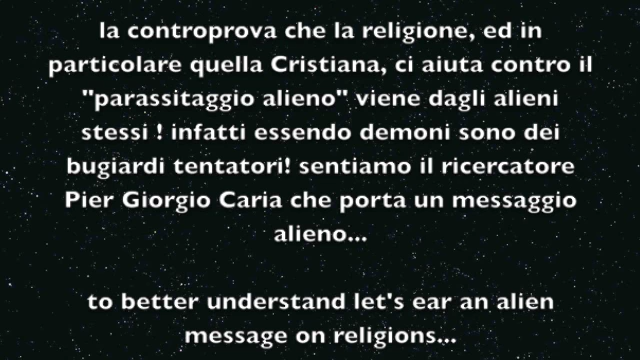 la controprova che la religione, ed in
particolare quella Cristiana, ci aiuta contro il
"parassitaggio alieno" viene dagli alieni
stessi ! infatti essendo demoni sono dei
bugiardi tentatori! sentiamo il ricercatore
Pier Giorgio Caria che porta un messaggio
alieno...
to better understand let's ear an alien
message on religions...